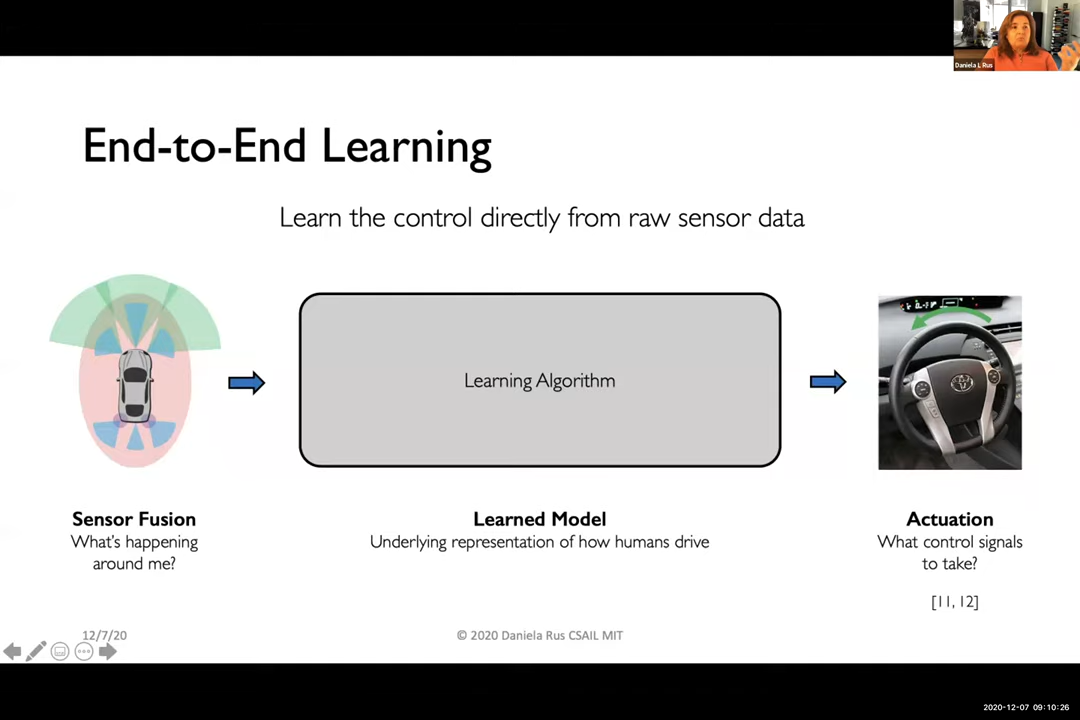 Daniela L Rus
End-to-End Learning
Learn the control directly from raw sensor data
Learning Algorithm
Sensor Fusion
What's happening
around me?
Learned Model
Underlying representation of how humans drive
Actuation
What control signals
to take?
[11, 12]
12/7/20
© 2020 Daniela Rus CSAIL MIT
2020-12-07 09:10:26